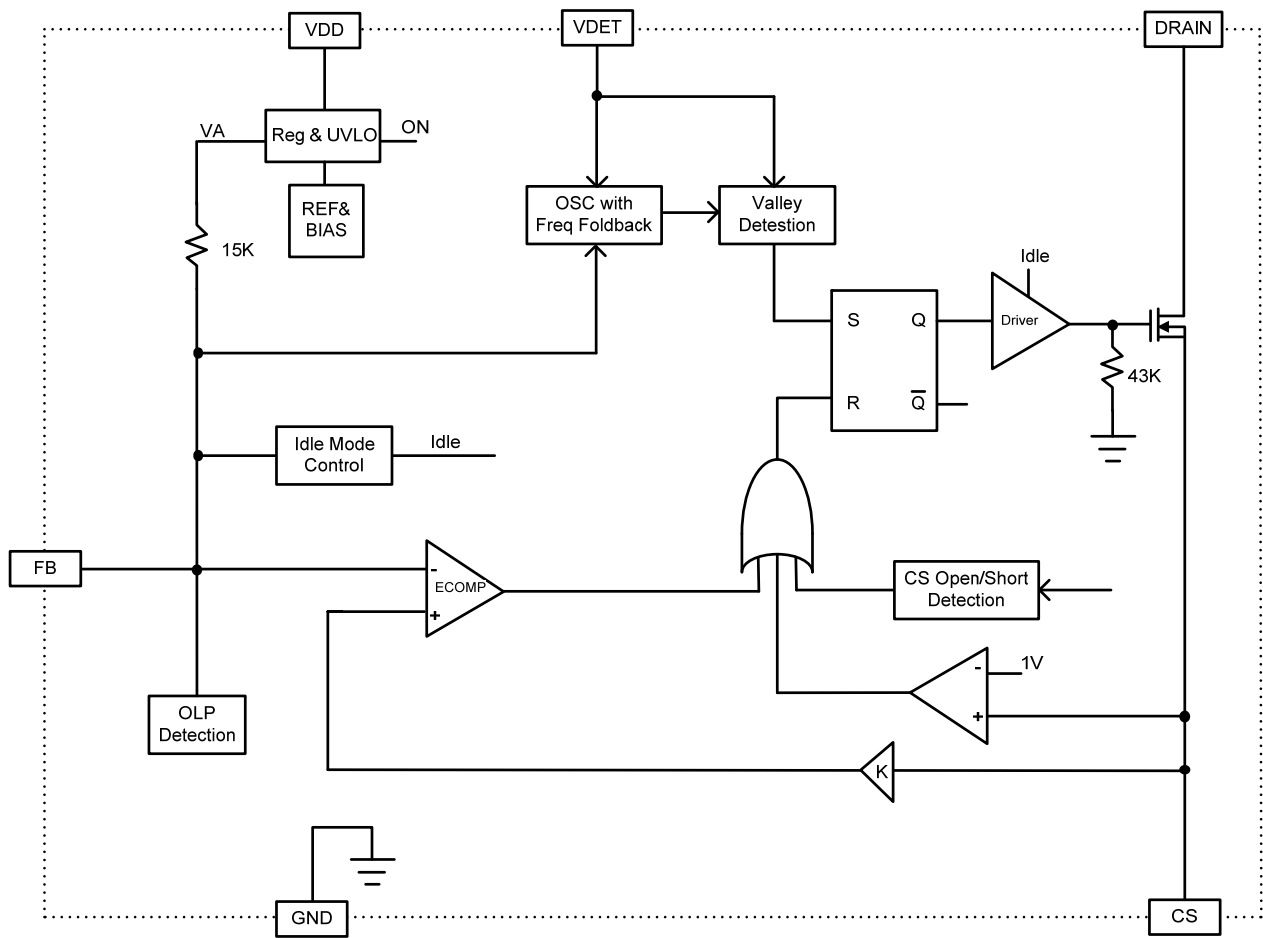 VDD
VDET
DRAIN
VA
Reg & UVLO
ON
REF&
BIAS
15K
OSC with
Freq Foldback
Valley
Detestion
Idle
S
Q
Driver
43K
R
Q̅
Idle Mode
Control
Idle
FB
-
ECOMP
+
CS Open/Short
Detection
-
1V
+
OLP
Detection
K
GND
CS